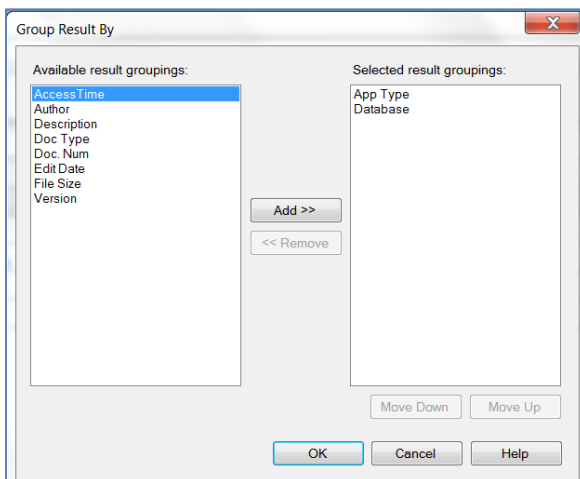 Group Result By
Available result groupings:
AccessTime
Author
Description
Doc Type
Doc. Num
Edit Date
File Size
Version
Add >>
<< Remove
Selected result groupings:
App Type
Database
Move Down
Move Up
OK
Cancel
Help